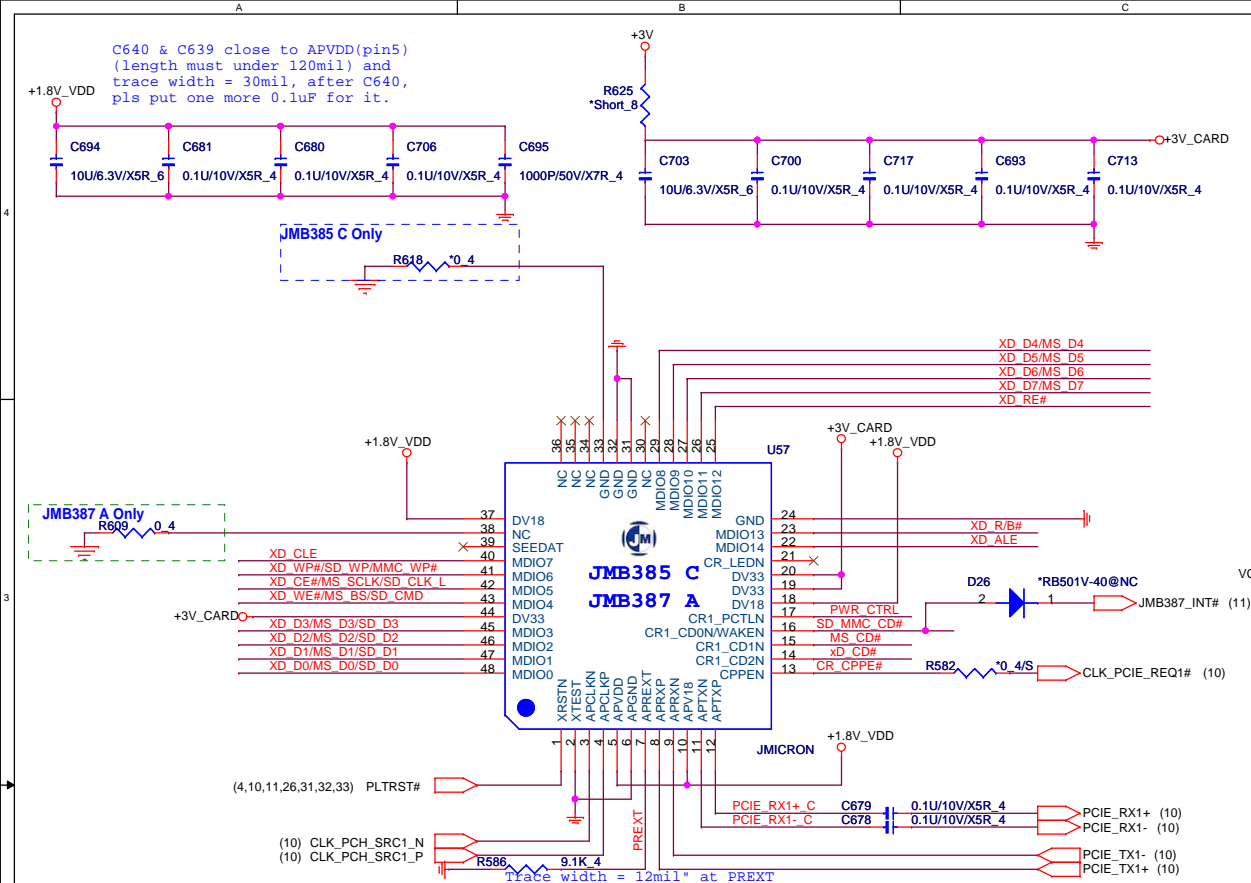 A
B
C
4
3
C640 & C639 close to APVDD(pin5)
(length must under 120mil) and
trace width = 30mil, after C640,
pls put one more 0.1uF for it.
+1.8V_VDD
C694
10U/6.3V/X5R_6
C681
0.1U/10V/X5R_4
C680
0.1U/10V/X5R_4
C706
0.1U/10V/X5R_4
C695
1000P/50V/X7R_4
+3V
R625
*Short_8
+3V_CARD
C703
10U/6.3V/X5R_6
C700
0.1U/10V/X5R_4
C717
0.1U/10V/X5R_4
C693
0.1U/10V/X5R_4
C713
0.1U/10V/X5R_4
JMB385 C Only
R618
*0_4
XD_D4/MS_D4
XD_D5/MS_D5
XD_D6/MS_D6
XD_D7/MS_D7
XD_RE#
+1.8V_VDD
+3V_CARD
+1.8V_VDD
U57
36 35 34 33 32 31 30 29 28 27 26 25
NC NC NC GND GND GND NC MDIO8 MDIO9 MDIO10 MDIO11 MDIO12
JMB387 A Only
R609
0_4
37 DV18
38 NC
39 SEEDAT
XD_CLE 40 MDIO7
XD_WP#/SD_WP/MMC_WP# 41 MDIO6
XD_CE#/MS_SCLK/SD_CLK_L 42 MDIO5
XD_WE#/MS_BS/SD_CMD 43 MDIO4
+3V_CARD 44 DV33
XD_D3/MS_D3/SD_D3 45 MDIO3
XD_D2/MS_D2/SD_D2 46 MDIO2
XD_D1/MS_D1/SD_D1 47 MDIO1
XD_D0/MS_D0/SD_D0 48 MDIO0
JM
JMB385 C
JMB387 A
GND 24
MDIO13 23 XD_R/B#
MDIO14 22 XD_ALE
CR_LEDN 21
DV33 20
DV33 19
DV18 18
CR1_PCTLN 17 PWR_CTRL
CR1_CD0N/WAKEN 16 SD_MMC_CD#
CR1_CD1N 15 MS_CD#
CR1_CD2N 14 xD_CD#
CPPEN 13 CR_CPPE#
D26
*RB501V-40@NC
2 1
JMB387_INT# (11)
R582
*0_4/S
CLK_PCIE_REQ1# (10)
XRSTN XTEST APCLKN APCLKP APVDD APGND APREXT APRXP APRXN APV18 APTXN APTXP
1 2 3 4 5 6 7 8 9 10 11 12
JMICRON
+1.8V_VDD
(4,10,11,26,31,32,33) PLTRST#
(10) CLK_PCH_SRC1_N
(10) CLK_PCH_SRC1_P
R586
9.1K_4
PREXT
Trace width = 12mil" at PREXT
PCIE_RX1+_C C679 0.1U/10V/X5R_4 PCIE_RX1+ (10)
PCIE_RX1-_C C678 0.1U/10V/X5R_4 PCIE_RX1- (10)
PCIE_TX1- (10)
PCIE_TX1+ (10)